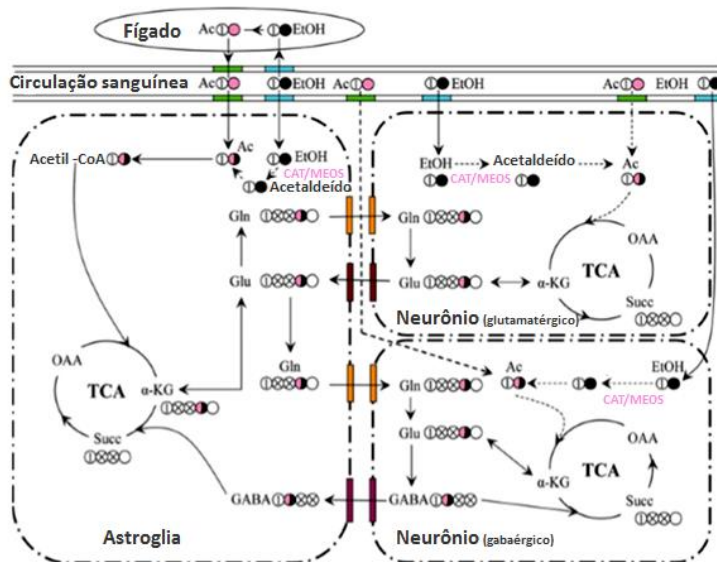 Fígado
Ac EtOH
Circulação sanguínea
Ac EtOH Ac EtOH Ac EtOH
Acetil -CoA
Ac
EtOH
CAT/MEOS
Acetaldeído
Gln
Glu
Gln
OAA
TCA
α-KG
Succ
GABA
Astroglia
EtOH Acetaldeído Ac
CAT/MEOS
Gln
Glu
α-KG
TCA
OAA
Succ
Neurônio (glutamatérgico)
Ac
EtOH
CAT/MEOS
Gln
Glu
GABA
α-KG
TCA
OAA
Succ
Neurônio (gabaérgico)